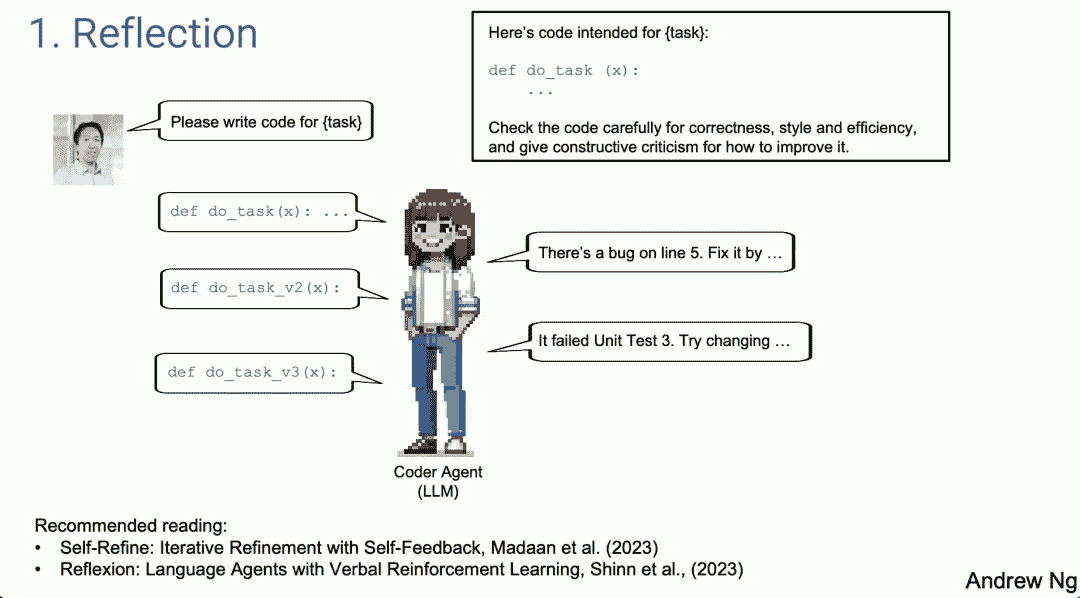 1. Reflection
Please write code for {task}
Here's code intended for {task}:
def do_task (x):
...
Check the code carefully for correctness, style and efficiency,
and give constructive criticism for how to improve it.
def do_task(x): ...
There's a bug on line 5. Fix it by ...
def do_task_v2(x):
It failed Unit Test 3. Try changing ...
def do_task_v3(x):
Coder Agent
(LLM)
Recommended reading:
• Self-Refine: Iterative Refinement with Self-Feedback, Madaan et al. (2023)
• Reflexion: Language Agents with Verbal Reinforcement Learning, Shinn et al., (2023)
Andrew Ng